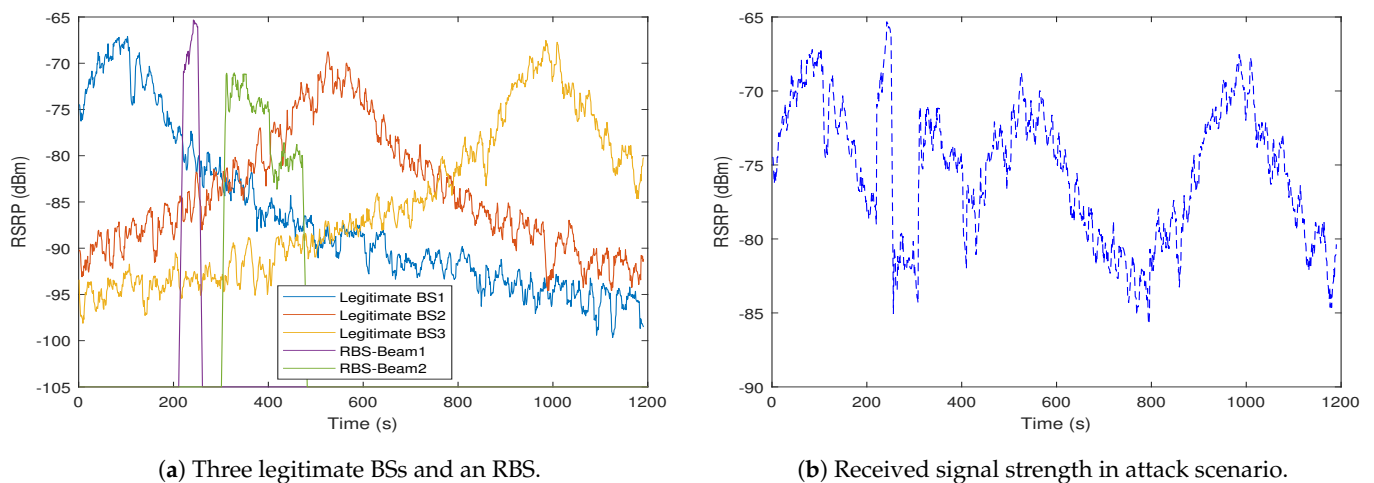 -65
-70
-75
-80
-85
-90
-95
-100
-105
RSRP (dBm)
0
200
400
600
800
1000
1200
Time (s)
Legitimate BS1
Legitimate BS2
Legitimate BS3
RBS-Beam1
RBS-Beam2
(a) Three legitimate BSs and an RBS.
-65
-70
-75
-80
-85
-90
RSRP (dBm)
0
200
400
600
800
1000
1200
Time (s)
(b) Received signal strength in attack scenario.